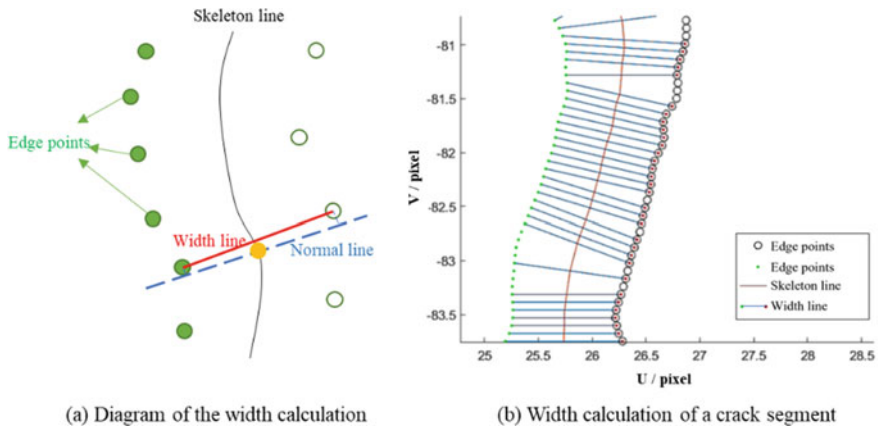 Skeleton line
Edge points
Width line
Normal line
(a) Diagram of the width calculation
V / pixel
-81
-81.5
-82
-82.5
-83
-83.5
Edge points
Edge points
Skeleton line
Width line
25 25.5 26 26.5 27 27.5 28 28.5
U / pixel
(b) Width calculation of a crack segment